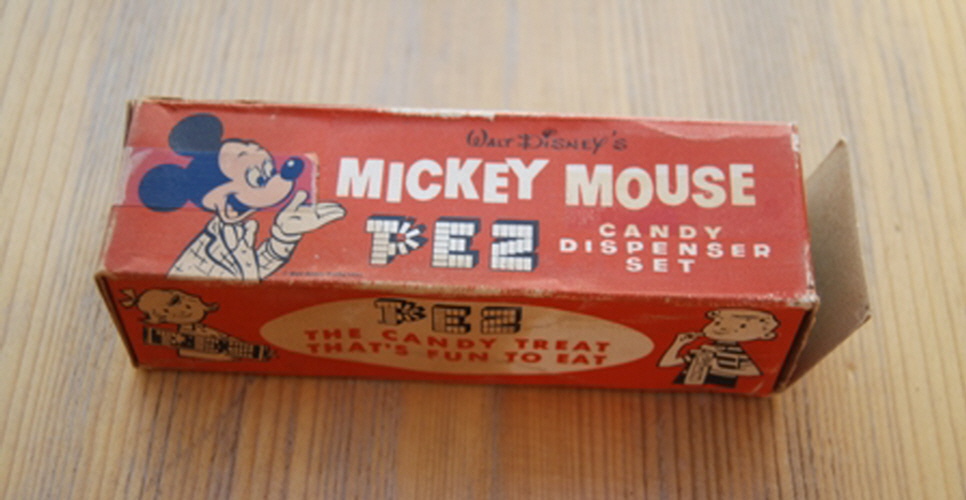 WALT DISNEY'S
MICKEY MOUSE
PEZ
CANDY
DISPENSER
SET
PEZ
THE CANDY TREAT
THAT'S FUN TO EAT